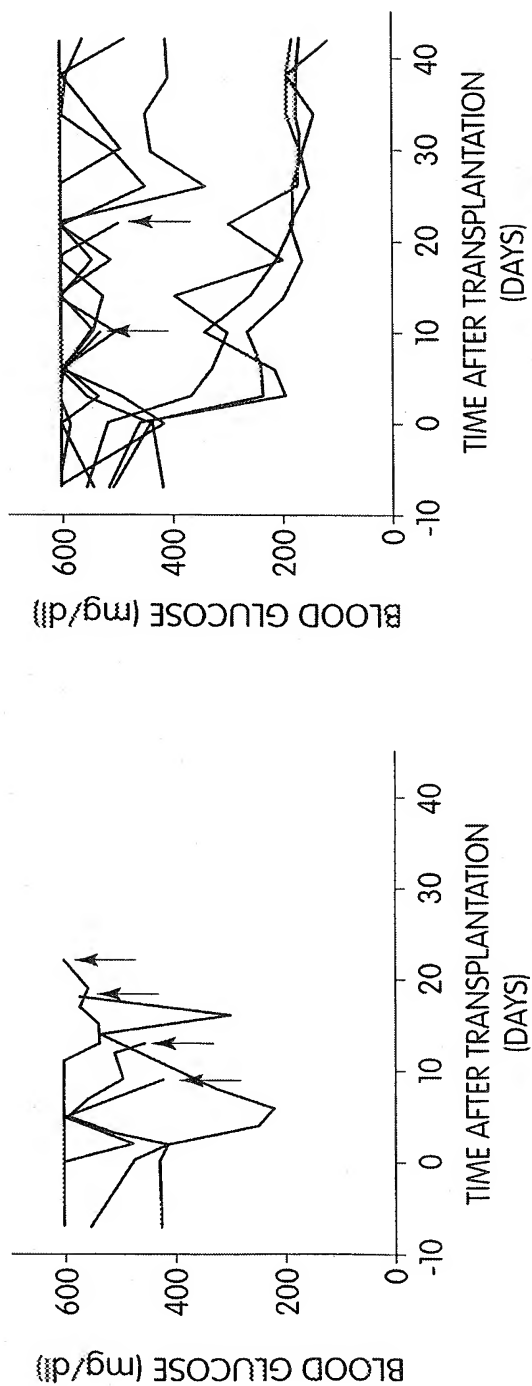 BLOOD GLUCOSE (mg/dl)
600
400
200
0
-10 0 10 20 30 40
TIME AFTER TRANSPLANTATION
(DAYS)
BLOOD GLUCOSE (mg/dl)
600
400
200
0
-10 0 10 20 30 40
TIME AFTER TRANSPLANTATION
(DAYS)